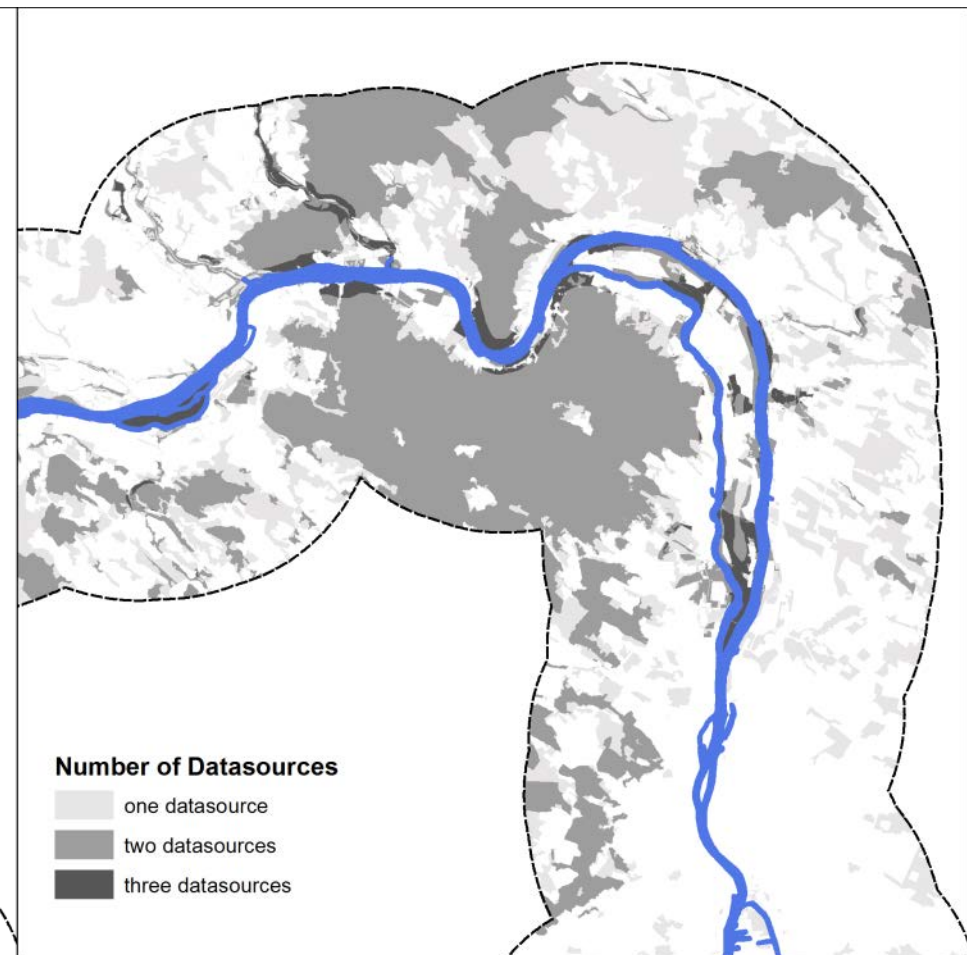 Number of Datasources
one datasource
two datasources
three datasources